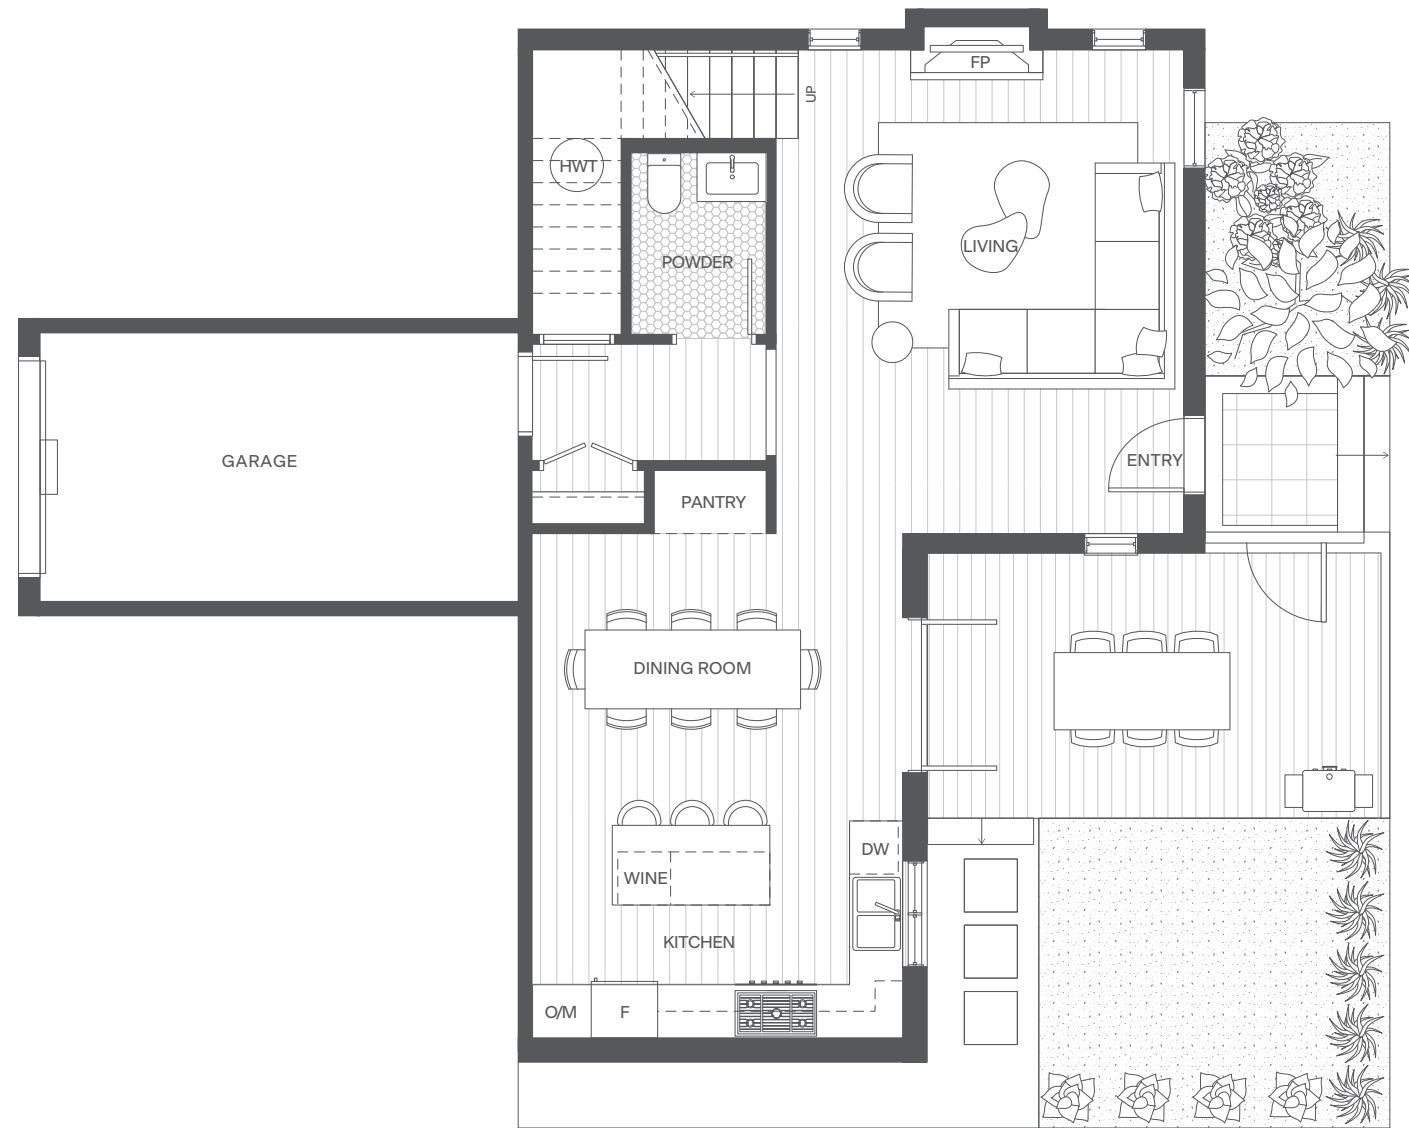 FP
UP
HWT
POWDER
LIVING
GARAGE
ENTRY
PANTRY
DINING ROOM
DW
WINE
KITCHEN
O/M
F